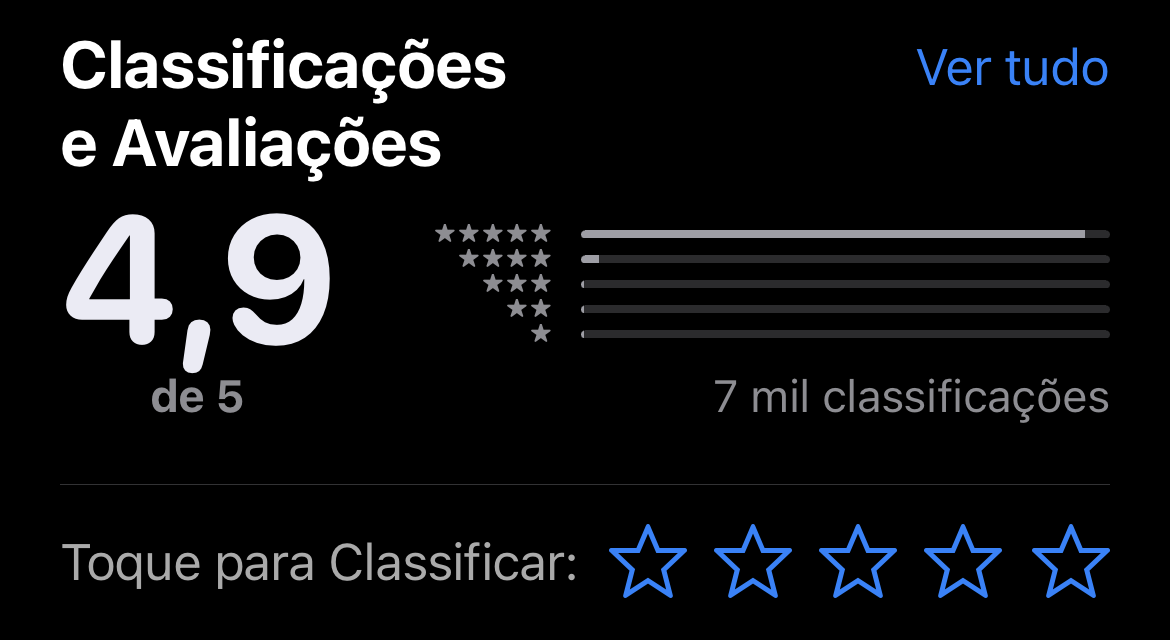 Classificações
e Avaliações
Ver tudo
4,9
de 5
7 mil classificações
Toque para Classificar: